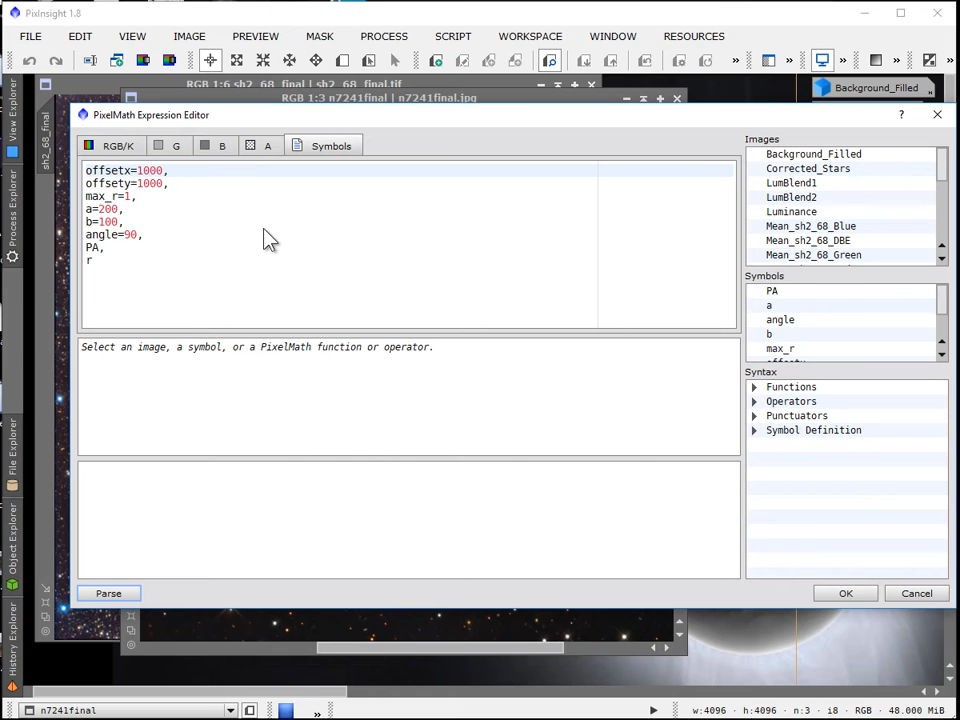 PixInsight 1.8
FILE EDIT VIEW IMAGE PREVIEW MASK PROCESS SCRIPT WORKSPACE WINDOW RESOURCES
RGB 1:6 sh2_68_final | sh2_68_final.tif
RGB 1:3 n7241final | n7241final.jpg
Background_Filled
View Explorer
Process Explorer
File Explorer
Object Explorer
History Explorer
sh2_68_final
PixelMath Expression Editor
RGB/K G B A Symbols
offsetx=1000,
offsety=1000,
max_r=1,
a=200,
b=100,
angle=90,
PA,
r
Select an image, a symbol, or a PixelMath function or operator.
Images
Background_Filled
Corrected_Stars
LumBlend1
LumBlend2
Luminance
Mean_sh2_68_Blue
Mean_sh2_68_DBE
Mean_sh2_68_Green
Symbols
PA
a
angle
b
max_r
Syntax
Functions
Operators
Punctuators
Symbol Definition
Parse
OK
Cancel
n7241final
w:4096 · h:4096 · n:3 · i8 · RGB · 48.000 MiB